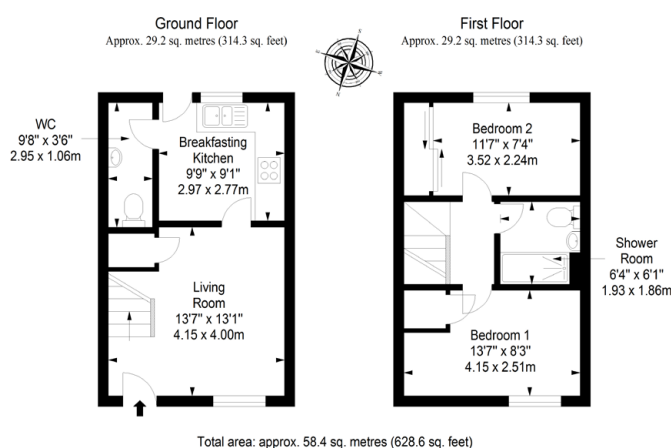 Ground Floor
Approx. 29.2 sq. metres (314.3 sq. feet)
First Floor
Approx. 29.2 sq. metres (314.3 sq. feet)
WC
9'8" x 3'6"
2.95 x 1.06m
Breakfasting
Kitchen
9'9" x 9'1"
2.97 x 2.77m
Living
Room
13'7" x 13'1"
4.15 x 4.00m
Bedroom 2
11'7" x 7'4"
3.52 x 2.24m
Shower
Room
6'4" x 6'1"
1.93 x 1.86m
Bedroom 1
13'7" x 8'3"
4.15 x 2.51m
Total area: approx. 58.4 sq. metres (628.6 sq. feet)